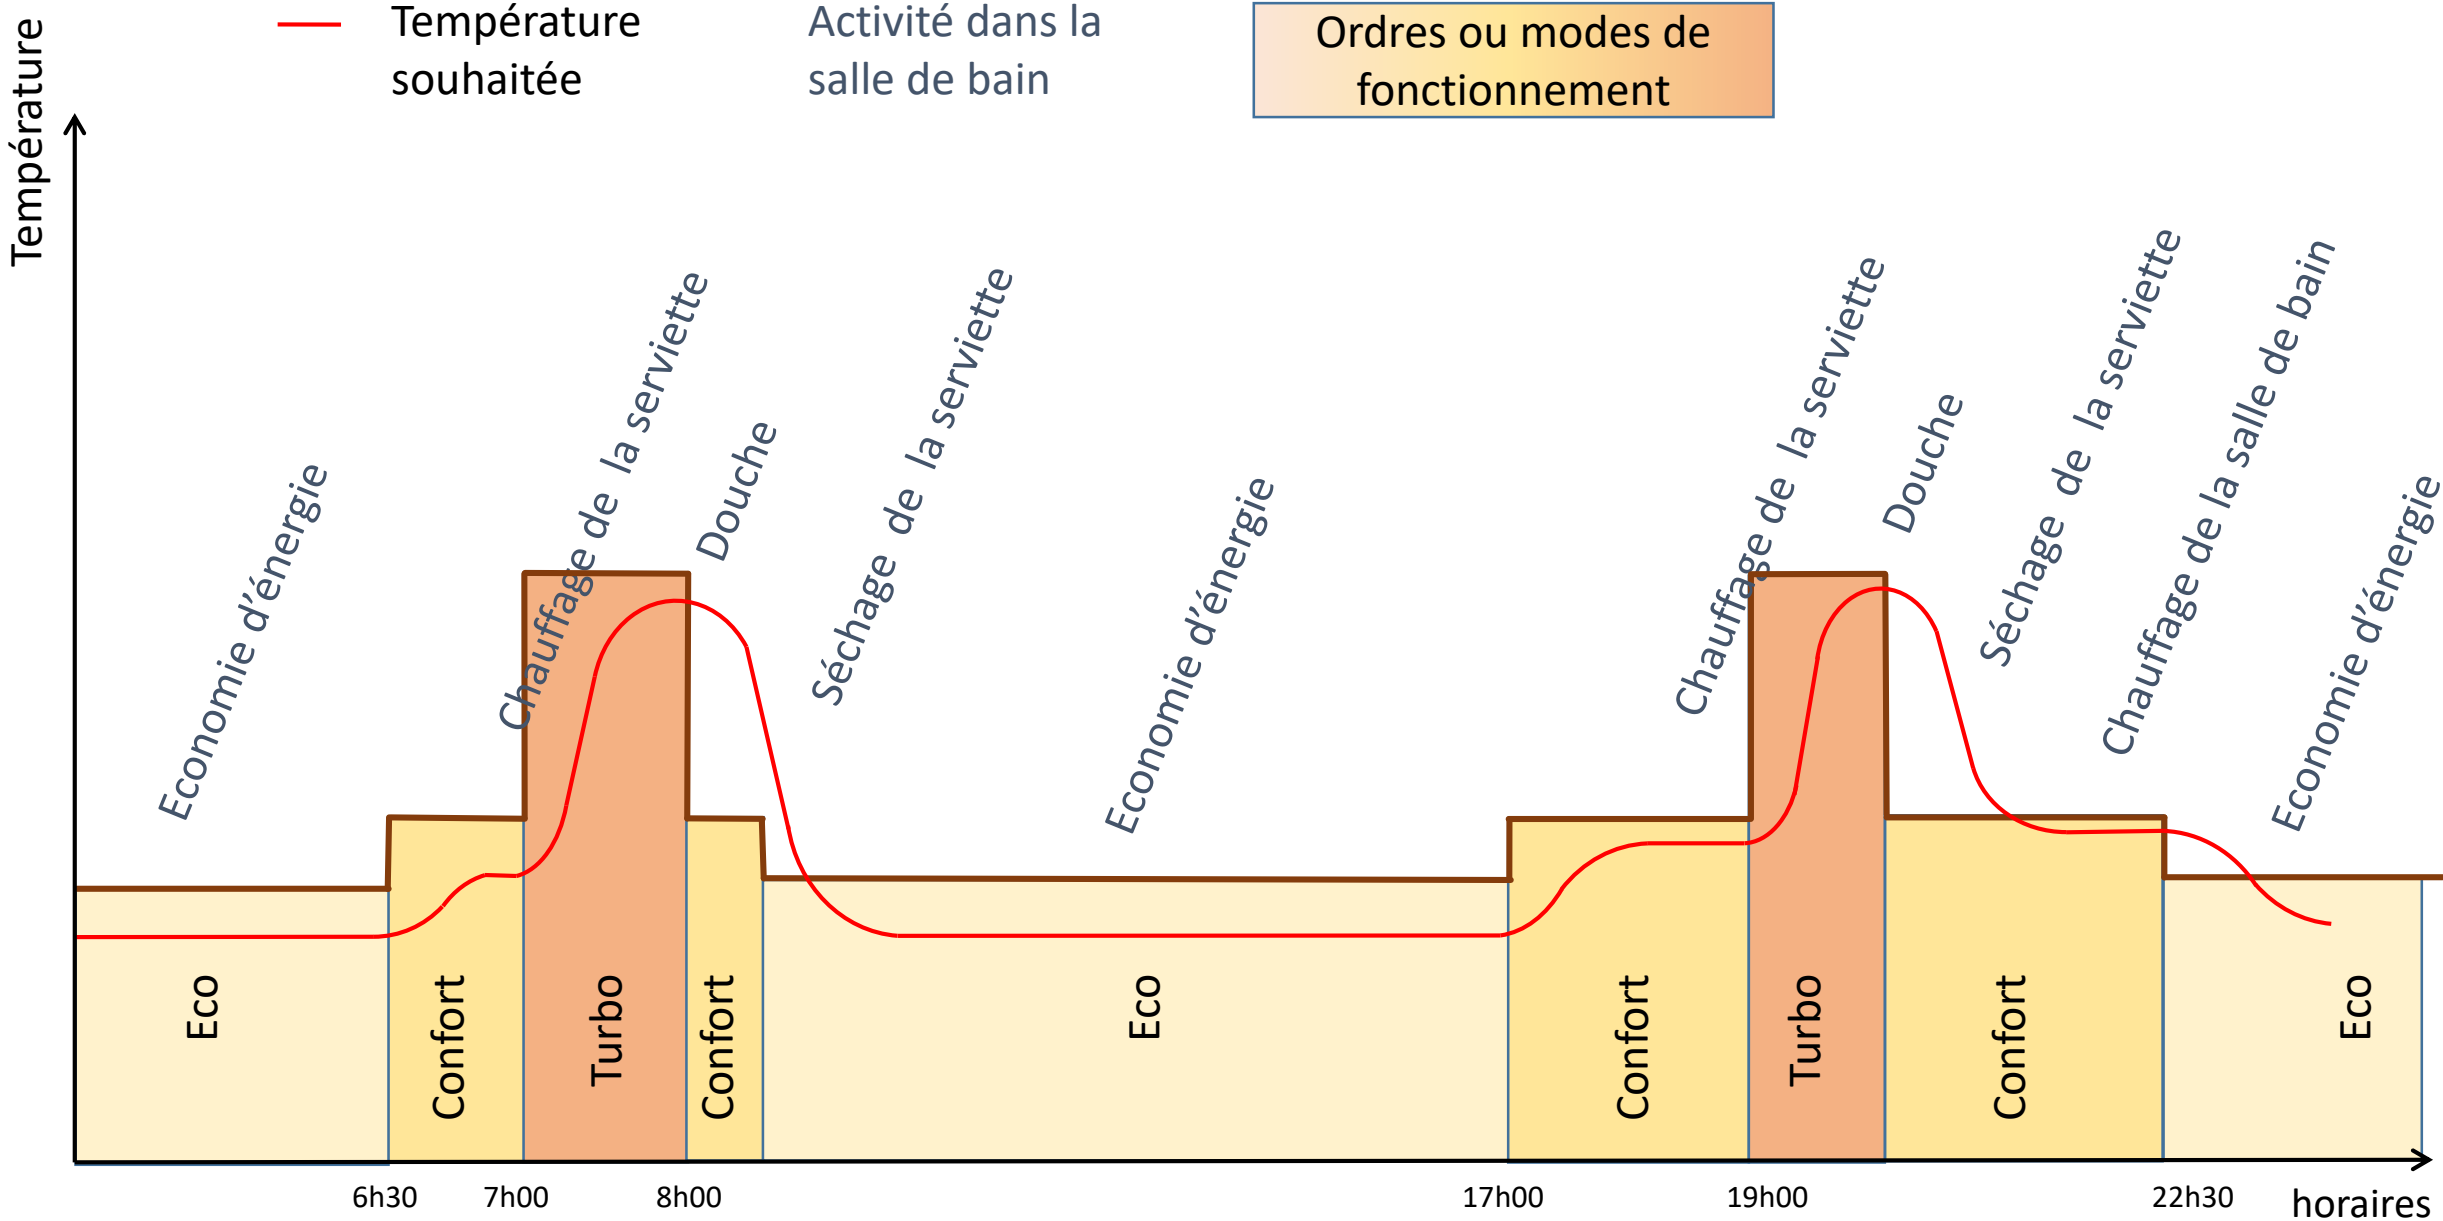 Température
souhaitée
Activité dans la
salle de bain
Ordres ou modes de
fonctionnement
Température
Economie d'énergie
Chauffage de la serviette
Douche
Séchage de la serviette
Economie d'énergie
Chauffage de la serviette
Douche
Séchage de la serviette
Chauffage de la salle de bain
Economie d'énergie
Eco
Confort
Turbo
Confort
Eco
Confort
Turbo
Confort
Eco
6h30
7h00
8h00
17h00
19h00
22h30
horaires